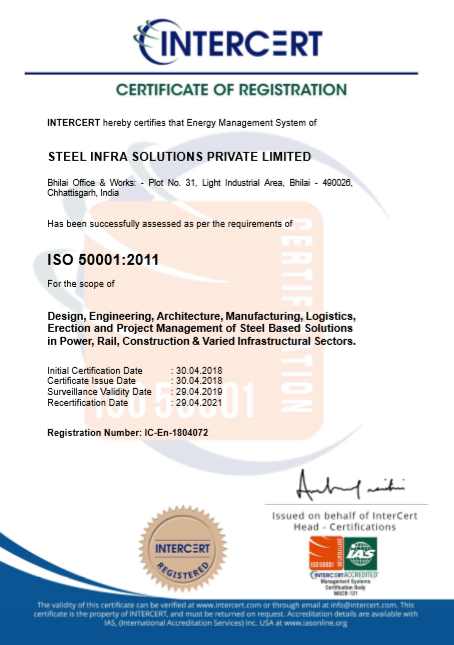 INTERCERT
CERTIFICATE OF REGISTRATION
INTERCERT hereby certifies that Energy Management System of
STEEL INFRA SOLUTIONS PRIVATE LIMITED
Bhilai Office & Works: - Plot No. 31, Light Industrial Area, Bhilai - 490026,
Chhattisgarh, India
Has been successfully assessed as per the requirements of
ISO 50001:2011
For the scope of
Design, Engineering, Architecture, Manufacturing, Logistics,
Erection and Project Management of Steel Based Solutions
in Power, Rail, Construction & Varied Infrastructural Sectors.
Initial Certification Date : 30.04.2018
Certificate Issue Date : 30.04.2018
Surveillance Validity Date : 29.04.2019
Recertification Date : 29.04.2021
Registration Number: IC-En-1804072
CERTIFICATION
ISO 50001
Issued on behalf of InterCert
Head - Certifications
INTERCERT
REGISTERED
ISO 50001
IAS
INTERCERT ACCREDITED
Management Systems
Certification Body
MSCB-121
The validity of this certificate can be verified at www.intercert.com or through email at info@intercert.com. This
certificate is the property of INTERCERT, and must be returned on request. Accreditation details are available with
IAS, (International Accreditation Services) Inc. USA at www.iasonline.org